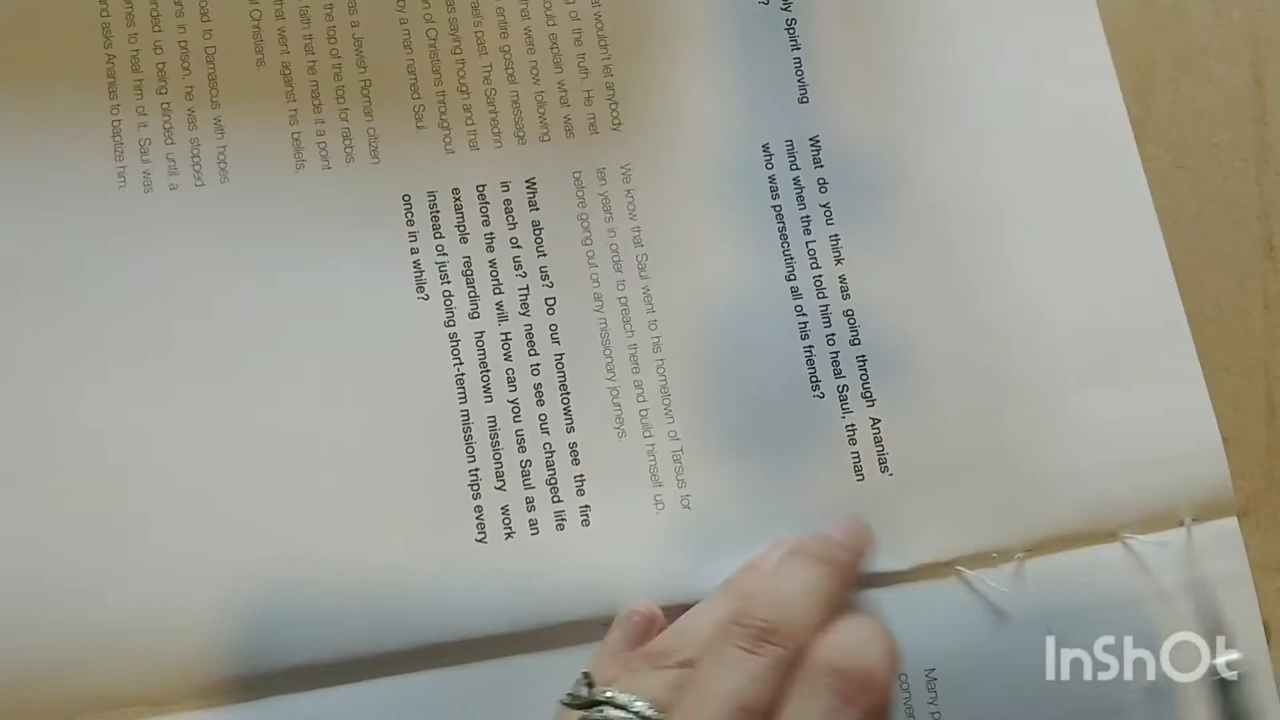 ly Spirit moving
?
at wouldn't let anybody
g of the truth. He met
ould explain what was
that were now following
entire gospel message
rael's past. The Sanhedrin
as saying though and that
n of Christians throughout
by a man named Saul
as a Jewish Roman citizen
the top of the top for rabbis
faith that he made it a point
hat went against his beliefs,
f Christians.
oad to Damascus with hopes
ans in prison, he was stopped
nded up being blinded until a
mes to heal him of it. Saul was
and asks Ananias to baptize him.
What do you think was going through Ananias'
mind when the Lord told him to heal Saul, the man
who was persecuting all of his friends?
We know that Saul went to his hometown of Tarsus for
ten years in order to preach there and build himself up,
before going out on any missionary journeys.
What about us? Do our hometowns see the fire
in each of us? They need to see our changed life
before the world will. How can you use Saul as an
example regarding hometown missionary work
instead of just doing short-term mission trips every
once in a while?
Many p
conver
InShOt